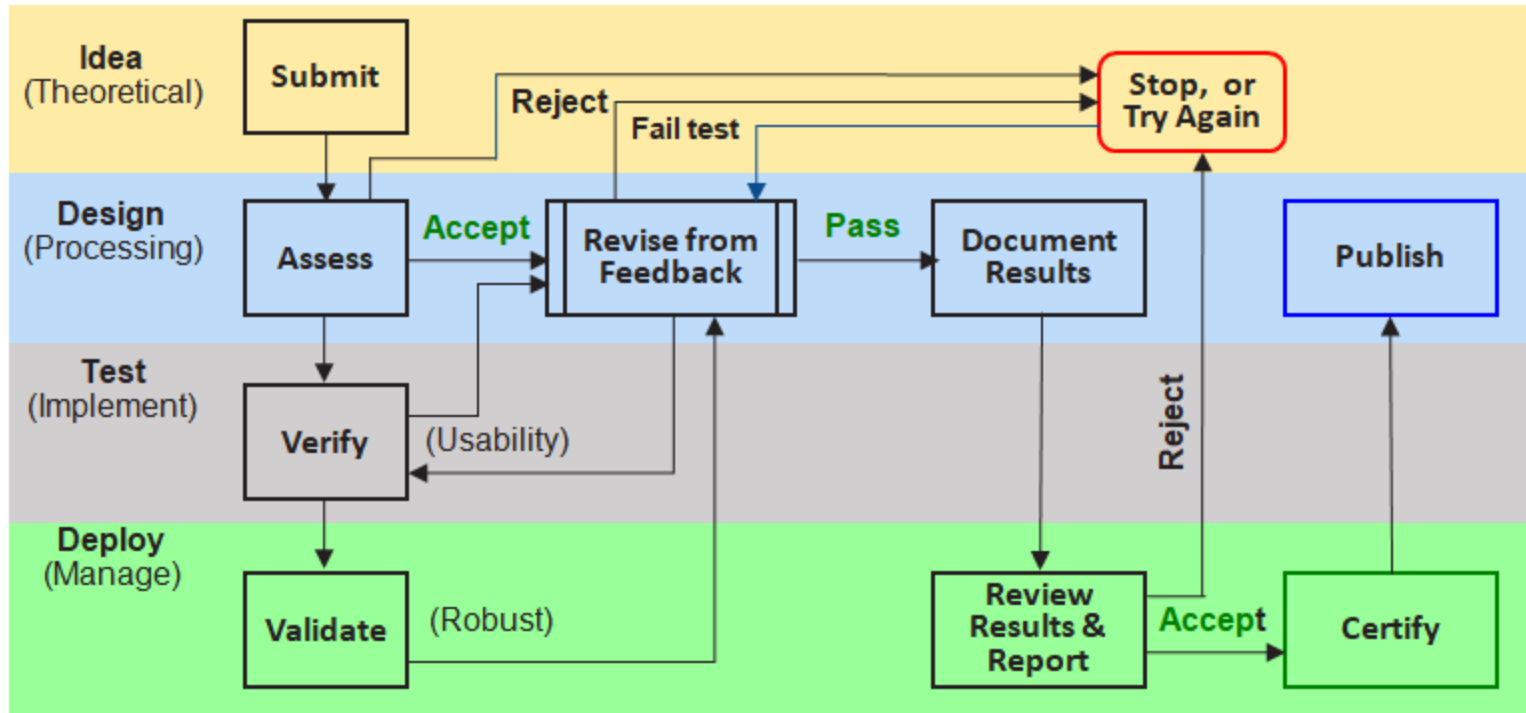 Idea
(Theoretical)
Submit
Reject
Fail test
Stop, or
Try Again
Design
(Processing)
Assess
Accept
Revise from
Feedback
Pass
Document
Results
Publish
Test
(Implement)
Verify
(Usability)
Reject
Deploy
(Manage)
Validate
(Robust)
Review
Results &
Report
Accept
Certify